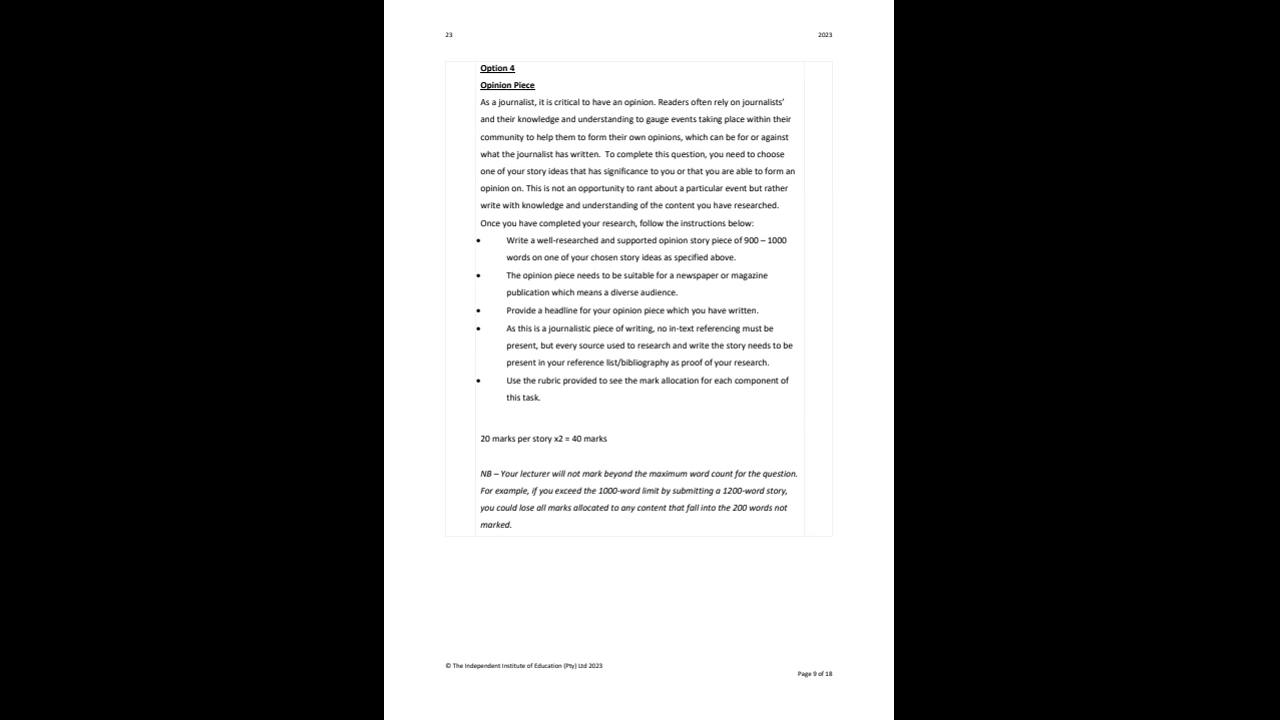 23
2023
Option 4
Opinion Piece
As a journalist, it is critical to have an opinion. Readers often rely on journalists'
and their knowledge and understanding to gauge events taking place within their
community to help them to form their own opinions, which can be for or against
what the journalist has written.  To complete this question, you need to choose
one of your story ideas that has significance to you or that you are able to form an
opinion on. This is not an opportunity to rant about a particular event but rather
write with knowledge and understanding of the content you have researched.
Once you have completed your research, follow the instructions below:
• Write a well-researched and supported opinion story piece of 900 – 1000
words on one of your chosen story ideas as specified above.
• The opinion piece needs to be suitable for a newspaper or magazine
publication which means a diverse audience.
• Provide a headline for your opinion piece which you have written.
• As this is a journalistic piece of writing, no in-text referencing must be
present, but every source used to research and write the story needs to be
present in your reference list/bibliography as proof of your research.
• Use the rubric provided to see the mark allocation for each component of
this task.
20 marks per story x2 = 40 marks
NB – Your lecturer will not mark beyond the maximum word count for the question.
For example, if you exceed the 1000-word limit by submitting a 1200-word story,
you could lose all marks allocated to any content that fall into the 200 words not
marked.
© The Independent Institute of Education (Pty) Ltd 2023
Page 9 of 18